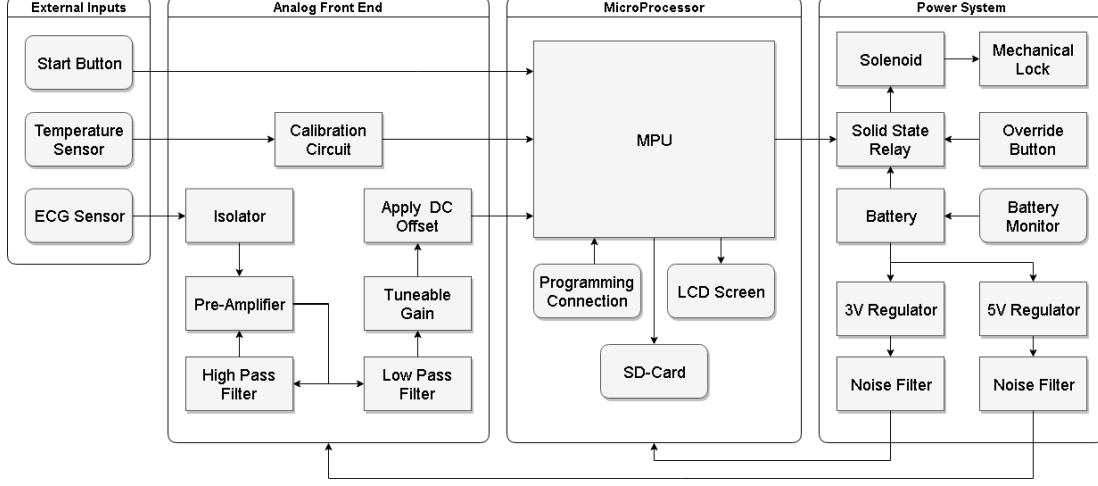 External Inputs
Analog Front End
MicroProcessor
Power System
Start Button
Temperature
Sensor
ECG Sensor
Calibration
Circuit
Isolator
Apply DC
Offset
Pre-Amplifier
Tuneable
Gain
High Pass
Filter
Low Pass
Filter
MPU
Programming
Connection
LCD Screen
SD-Card
Solenoid
Mechanical
Lock
Solid State
Relay
Override
Button
Battery
Battery
Monitor
3V Regulator
5V Regulator
Noise Filter
Noise Filter